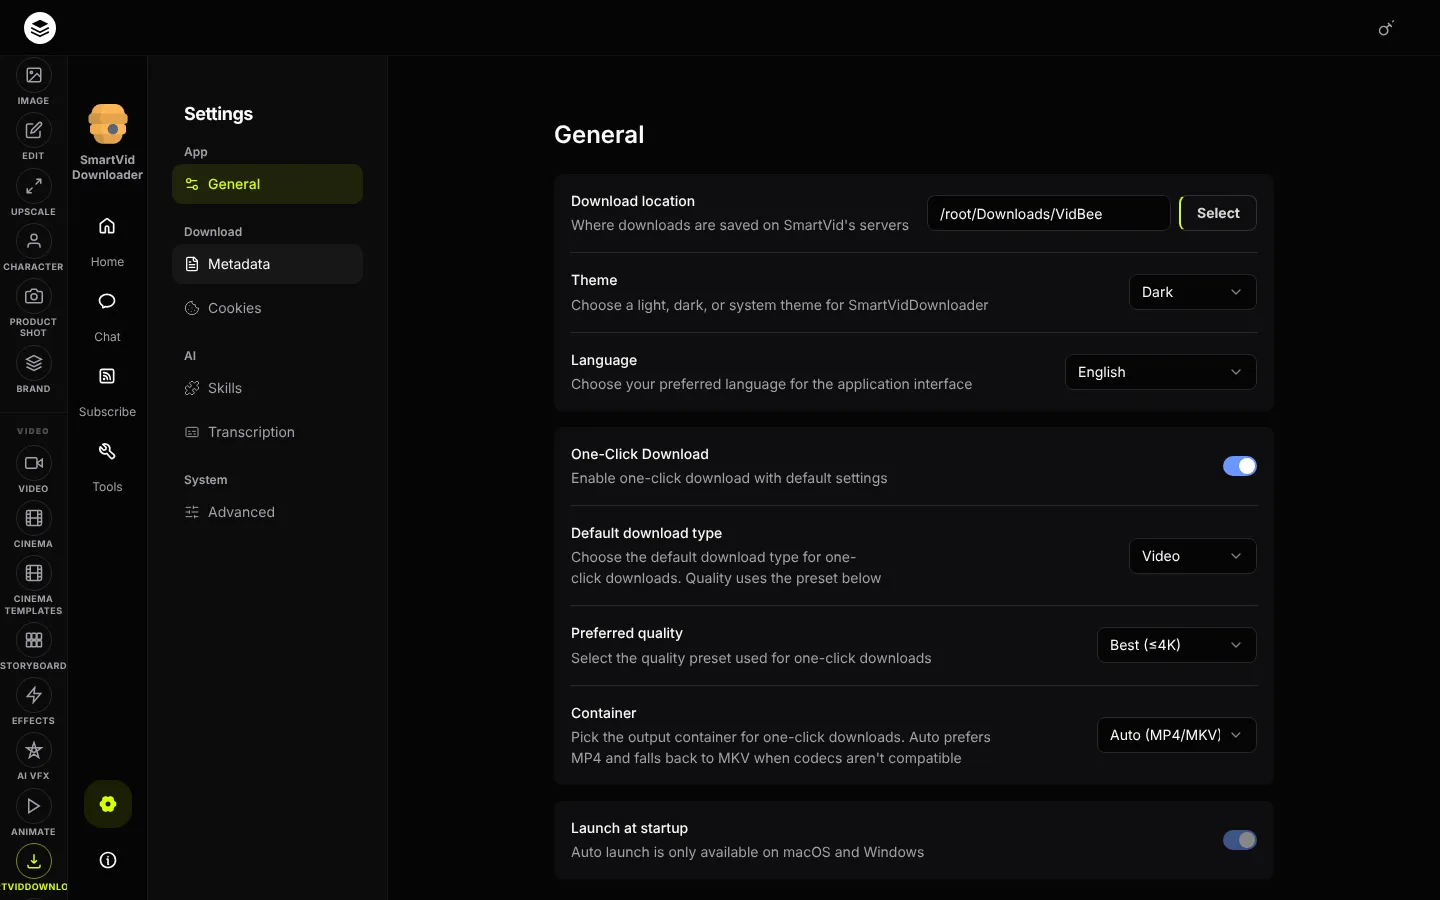 IMAGE
EDIT
UPSCALE
CHARACTER
PRODUCT
SHOT
BRAND
VIDEO
VIDEO
CINEMA
CINEMA
TEMPLATES
STORYBOARD
EFFECTS
AI VFX
ANIMATE
TVIDDOWNLO
SmartVid
Downloader
Home
Chat
Subscribe
Tools
Settings
App
General
Download
Metadata
Cookies
AI
Skills
Transcription
System
Advanced
General
Download location
Where downloads are saved on SmartVid's servers
/root/Downloads/VidBee
Select
Theme
Choose a light, dark, or system theme for SmartVidDownloader
Dark
Language
Choose your preferred language for the application interface
English
One-Click Download
Enable one-click download with default settings
Default download type
Choose the default download type for one-
click downloads. Quality uses the preset below
Video
Preferred quality
Select the quality preset used for one-click downloads
Best (≤4K)
Container
Pick the output container for one-click downloads. Auto prefers
MP4 and falls back to MKV when codecs aren't compatible
Auto (MP4/MKV)
Launch at startup
Auto launch is only available on macOS and Windows